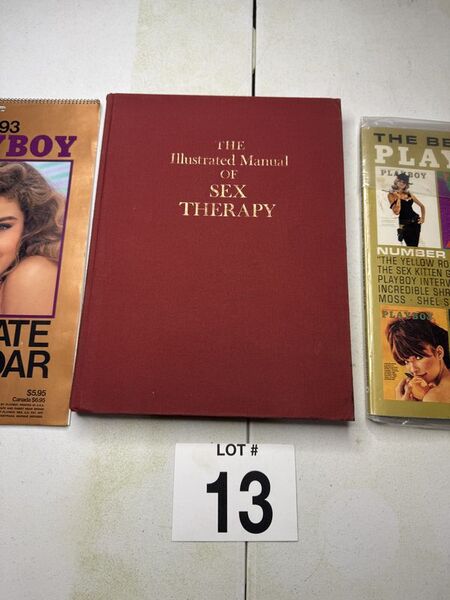 93
YBOY
ATE
DAR
$5.95
Canada $6.95
THE
Illustrated Manual
OF
SEX
THERAPY
THE BE
PLAY
PLAYBOY
NUMBER
"THE YELLOW RO
THE SEX KITTEN G
PLAYBOY INTERV
INCREDIBLE SHR
MOSS · SHEL S
PLAYBOY
LOT #
13